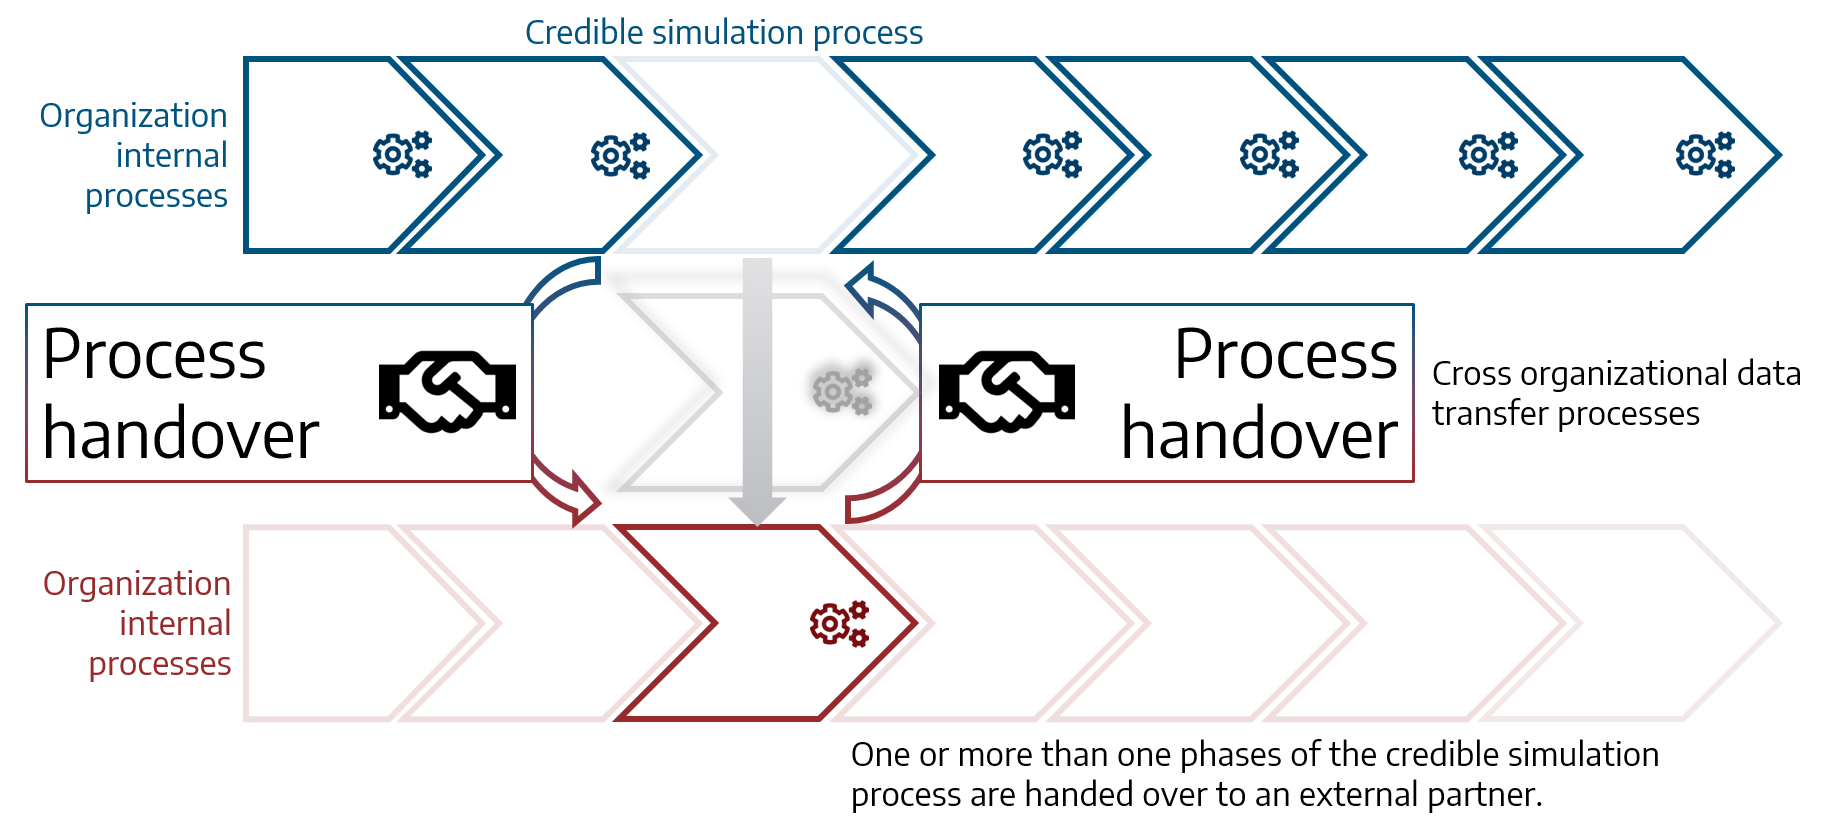 Credible simulation process
Organization
internal
processes
Process
handover
Process
handover
Cross organizational data
transfer processes
Organization
internal
processes
One or more than one phases of the credible simulation
process are handed over to an external partner.